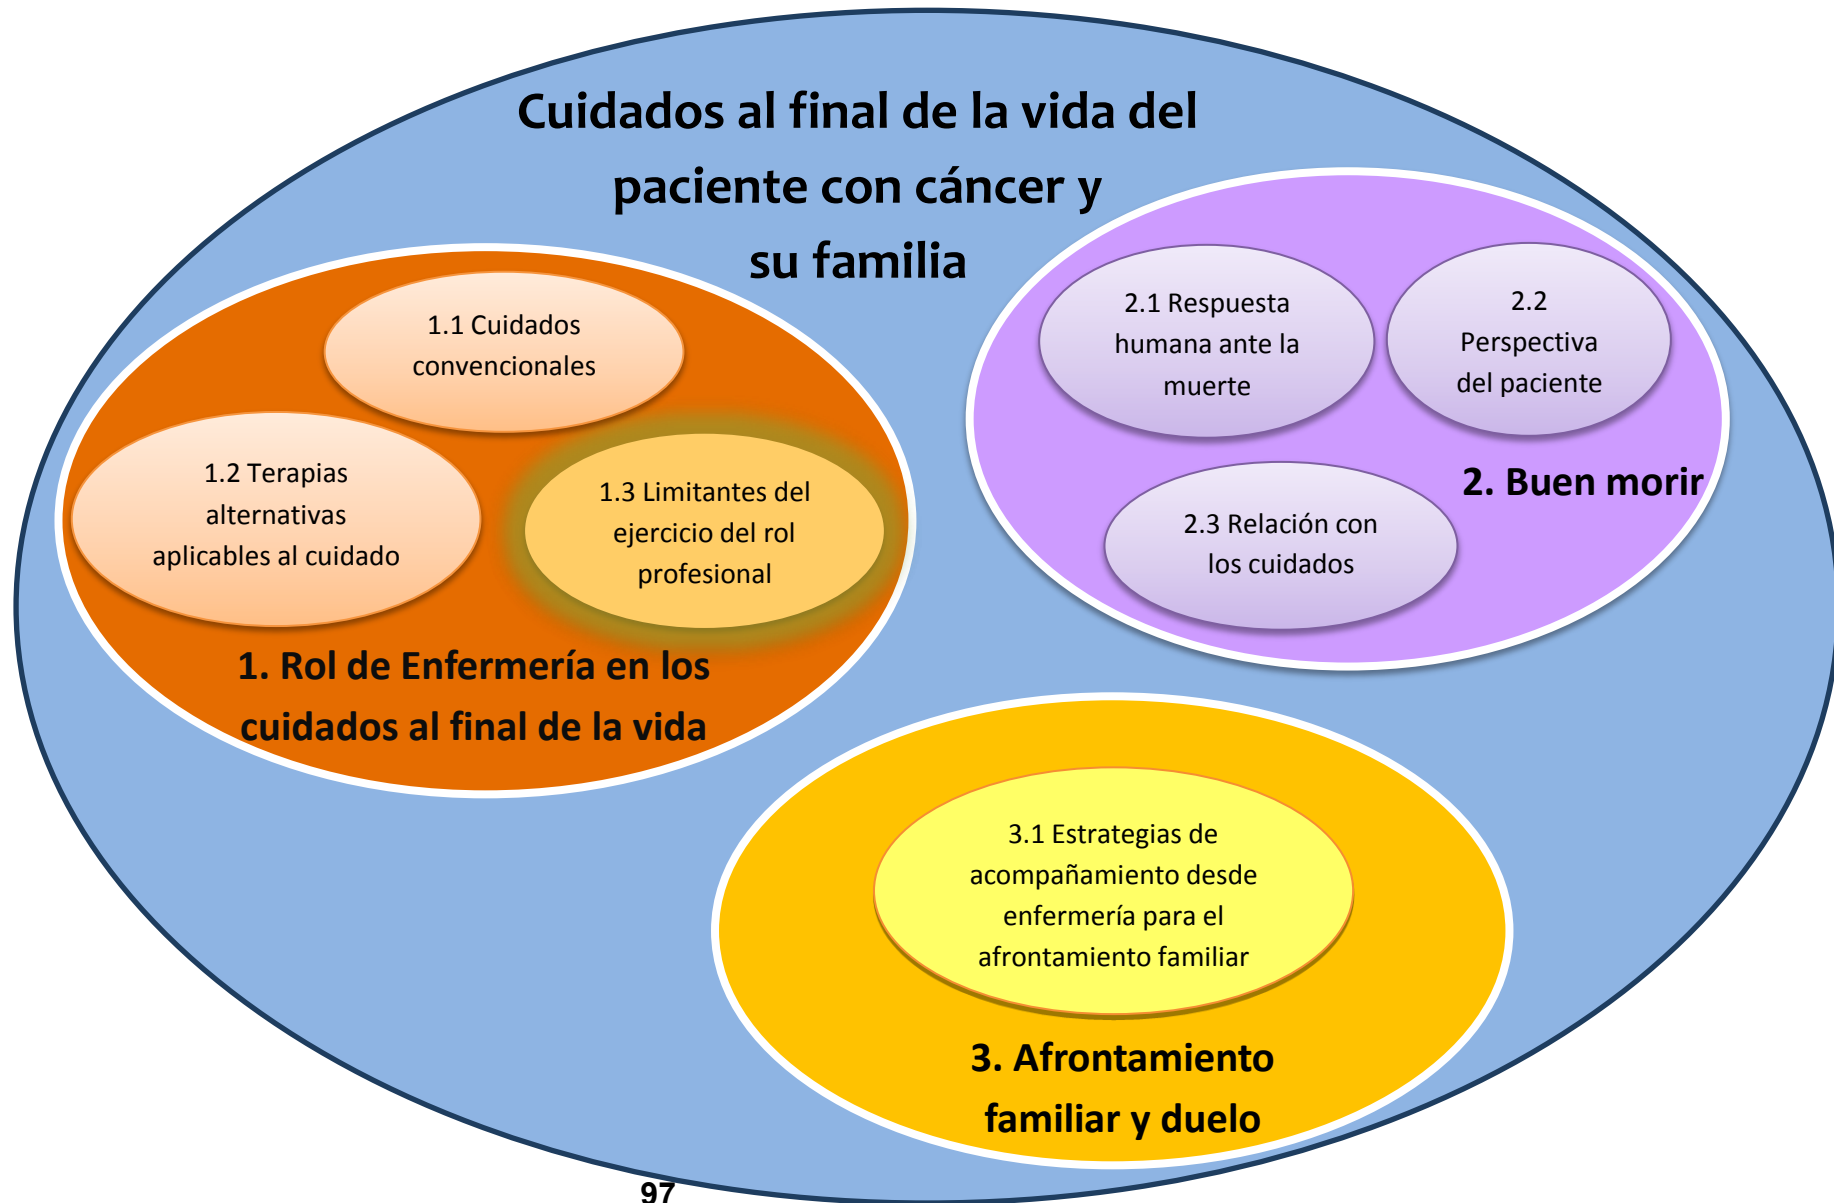 Cuidados al final de la vida del
paciente con cáncer y
su familia
1.1 Cuidados
convencionales
1.2 Terapias
alternativas
aplicables al cuidado
1.3 Limitantes del
ejercicio del rol
profesional
1. Rol de Enfermería en los
cuidados al final de la vida
2.1 Respuesta
humana ante la
muerte
2.2
Perspectiva
del paciente
2.3 Relación con
los cuidados
2. Buen morir
3.1 Estrategias de
acompañamiento desde
enfermería para el
afrontamiento familiar
3. Afrontamiento
familiar y duelo
97